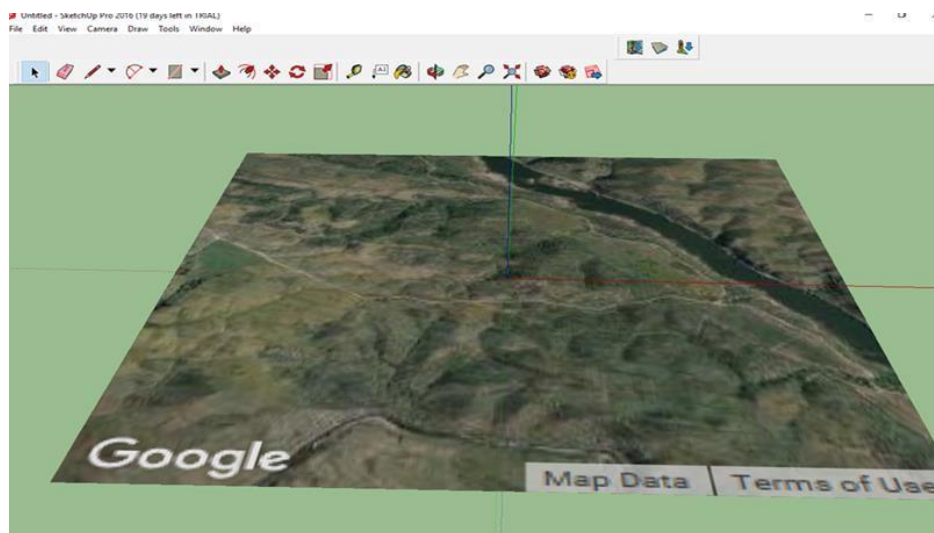 Untitled - SketchUp Pro 2016 (19 days left in TRIAL)
File Edit View Camera Draw Tools Window Help
A1
Google
Map Data | Terms of Use